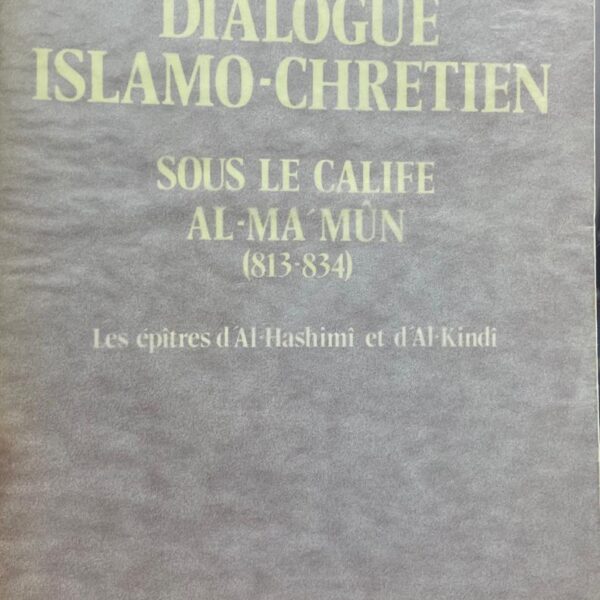 DIALOGUE
ISLAMO-CHRETIEN
SOUS LE CALIFE
AL-MA'MÛN
(813-834)
Les épîtres d'Al-Hashimî et d'Al-Kindî